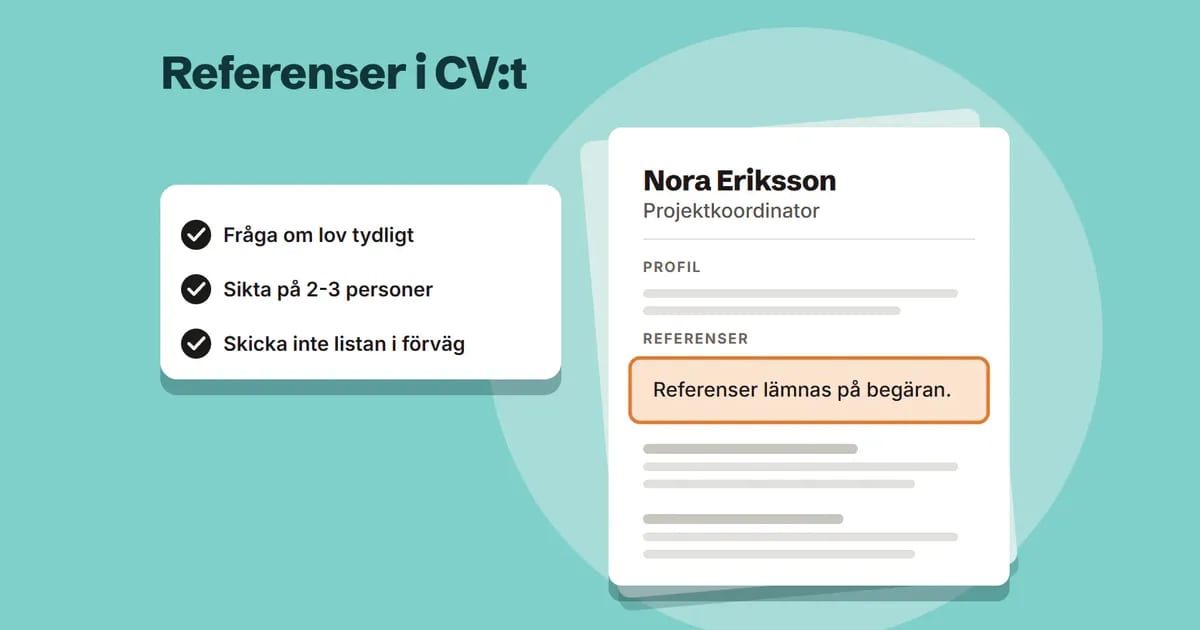 Referenser i CV:t
Fråga om lov tydligt
Sikta på 2-3 personer
Skicka inte listan i förväg
Nora Eriksson
Projektkoordinator
PROFIL
REFERENSER
Referenser lämnas på begäran.